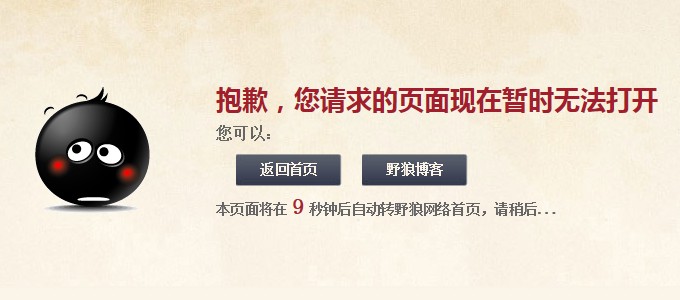 抱歉，您请求的页面现在暂时无法打开
您可以：
返回首页 野狼博客
本页面将在 9 秒钟后自动转野狼网络首页，请稍后...